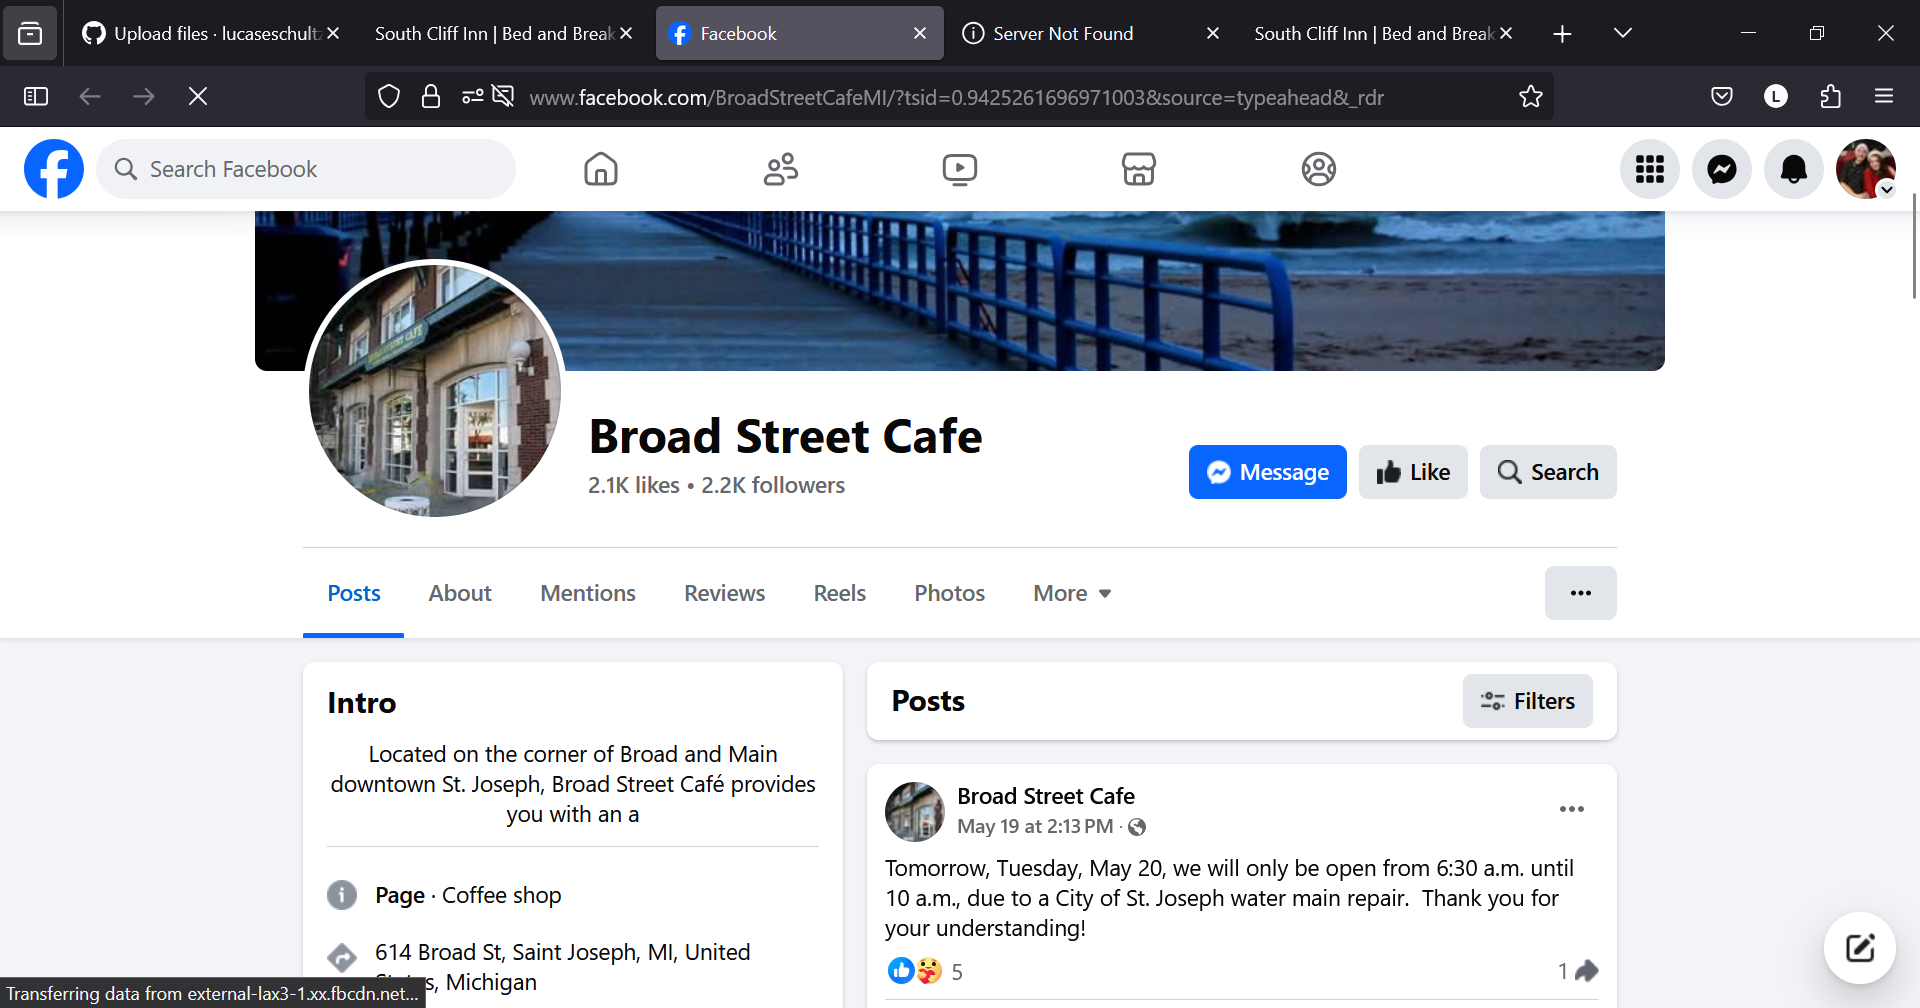 Upload files · lucaseschult
South Cliff Inn | Bed and Break
Facebook
Server Not Found
South Cliff Inn | Bed and Break
www.facebook.com/BroadStreetCafeMI/?tsid=0.9425261696971003&source=typeahead&_rdr
L
Search Facebook
Broad Street Cafe
2.1K likes • 2.2K followers
Message
Like
Search
Posts
About
Mentions
Reviews
Reels
Photos
More
Intro
Located on the corner of Broad and Main
downtown St. Joseph, Broad Street Café provides
you with an a
Page · Coffee shop
614 Broad St, Saint Joseph, MI, United
s, Michigan
Posts
Filters
Broad Street Cafe
May 19 at 2:13 PM ·
Tomorrow, Tuesday, May 20, we will only be open from 6:30 a.m. until
10 a.m., due to a City of St. Joseph water main repair.  Thank you for
your understanding!
5
1
Transferring data from external-lax3-1.xx.fbcdn.net...